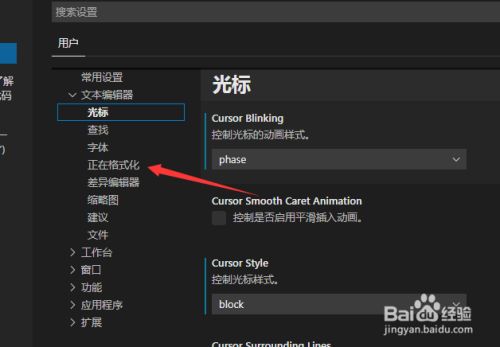 搜索设置
用户
了解
代码
常用设置
文本编辑器
光标
查找
字体
正在格式化
差异编辑器
缩略图
建议
文件
工作台
窗口
功能
应用程序
扩展
光标
Cursor Blinking
控制光标的动画样式。
phase
Cursor Smooth Caret Animation
控制是否启用平滑插入动画。
Cursor Style
控制光标样式。
block
Cursor Surrounding Lines
Baidu 经验
jingyan.baidu.com